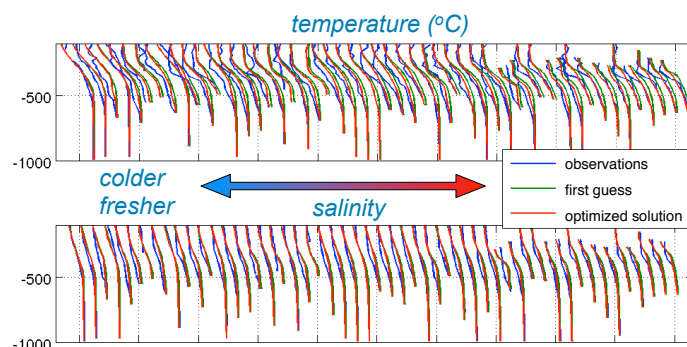 temperature (°C)
-500
-1000
observations
first guess
optimized solution
colder
fresher
salinity
-500
-1000